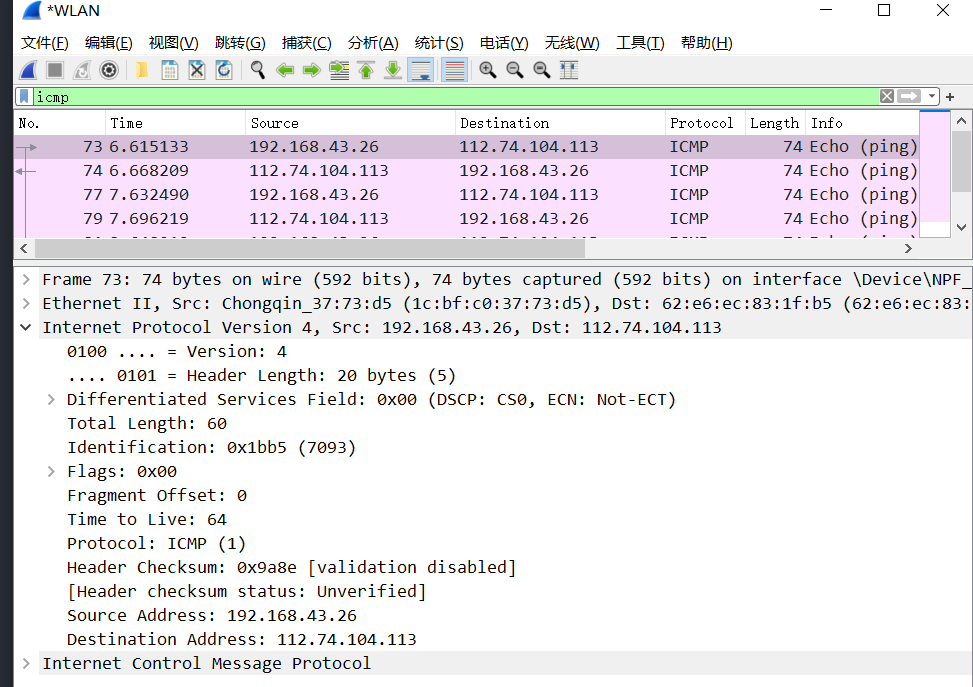 *WLAN
文件(F) 编辑(E) 视图(V) 跳转(G) 捕获(C) 分析(A) 统计(S) 电话(Y) 无线(W) 工具(T) 帮助(H)
icmp
No. Time Source Destination Protocol Length Info
73 6.615133 192.168.43.26 112.74.104.113 ICMP 74 Echo (ping)
74 6.668209 112.74.104.113 192.168.43.26 ICMP 74 Echo (ping)
77 7.632490 192.168.43.26 112.74.104.113 ICMP 74 Echo (ping)
79 7.696219 112.74.104.113 192.168.43.26 ICMP 74 Echo (ping)
Frame 73: 74 bytes on wire (592 bits), 74 bytes captured (592 bits) on interface \Device\NPF_
Ethernet II, Src: Chongqin_37:73:d5 (1c:bf:c0:37:73:d5), Dst: 62:e6:ec:83:1f:b5 (62:e6:ec:83:
Internet Protocol Version 4, Src: 192.168.43.26, Dst: 112.74.104.113
0100 .... = Version: 4
.... 0101 = Header Length: 20 bytes (5)
Differentiated Services Field: 0x00 (DSCP: CS0, ECN: Not-ECT)
Total Length: 60
Identification: 0x1bb5 (7093)
Flags: 0x00
Fragment Offset: 0
Time to Live: 64
Protocol: ICMP (1)
Header Checksum: 0x9a8e [validation disabled]
[Header checksum status: Unverified]
Source Address: 192.168.43.26
Destination Address: 112.74.104.113
Internet Control Message Protocol